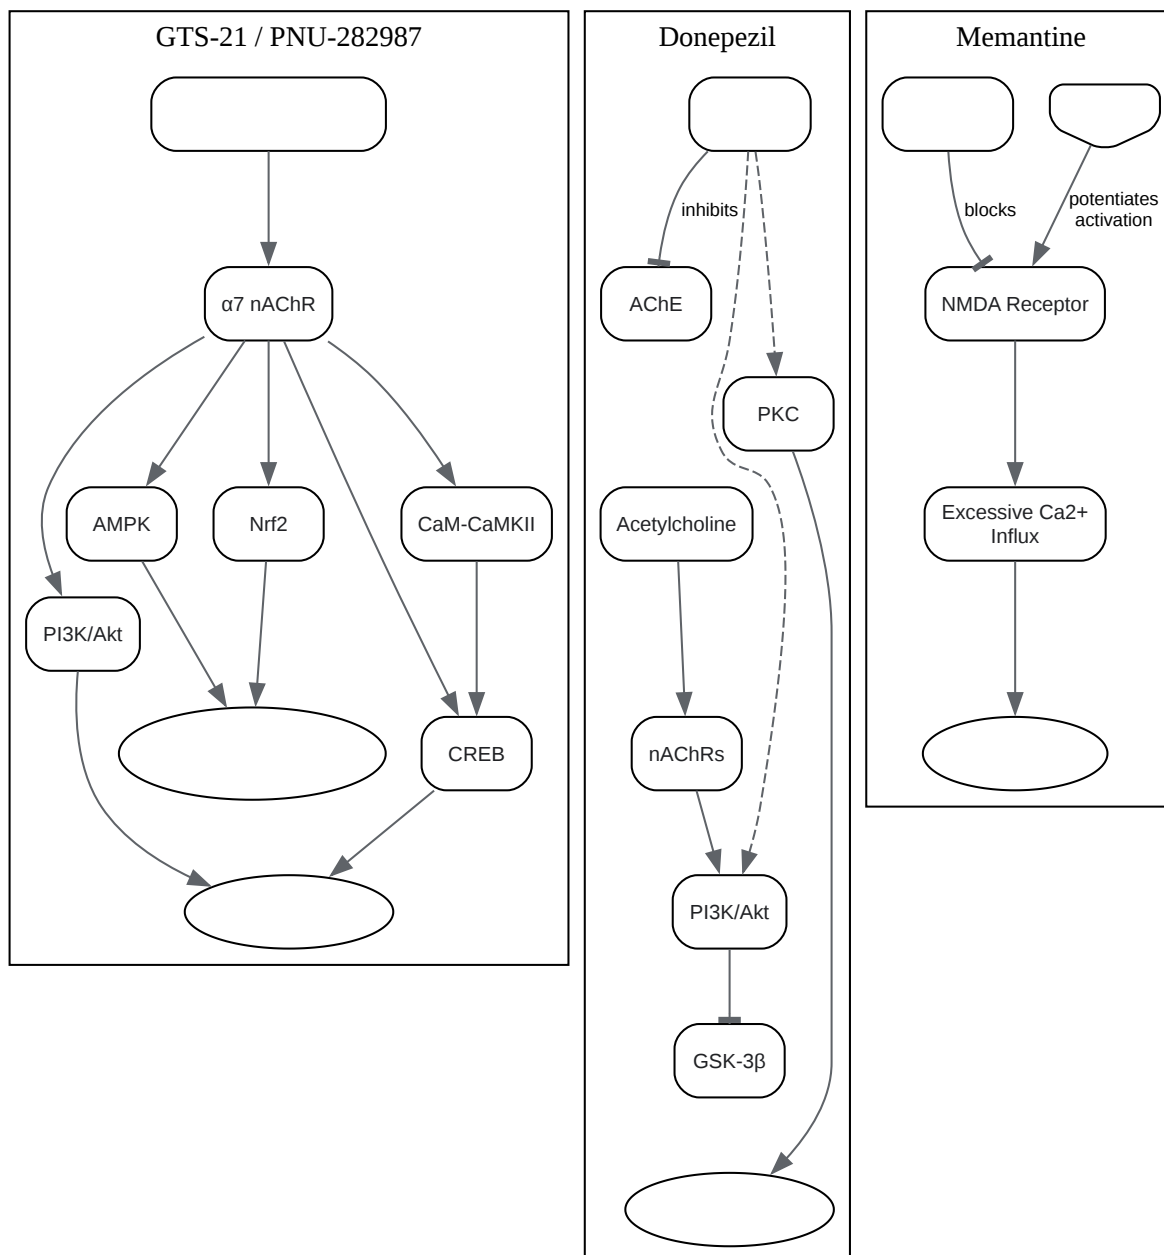 GTS-21 / PNU-282987
α7 nAChR
AMPK
Nrf2
CaM-CaMKII
PI3K/Akt
CREB
Donepezil
inhibits
AChE
PKC
Acetylcholine
nAChRs
PI3K/Akt
GSK-3β
Memantine
blocks
potentiates
activation
NMDA Receptor
Excessive Ca2+
Influx